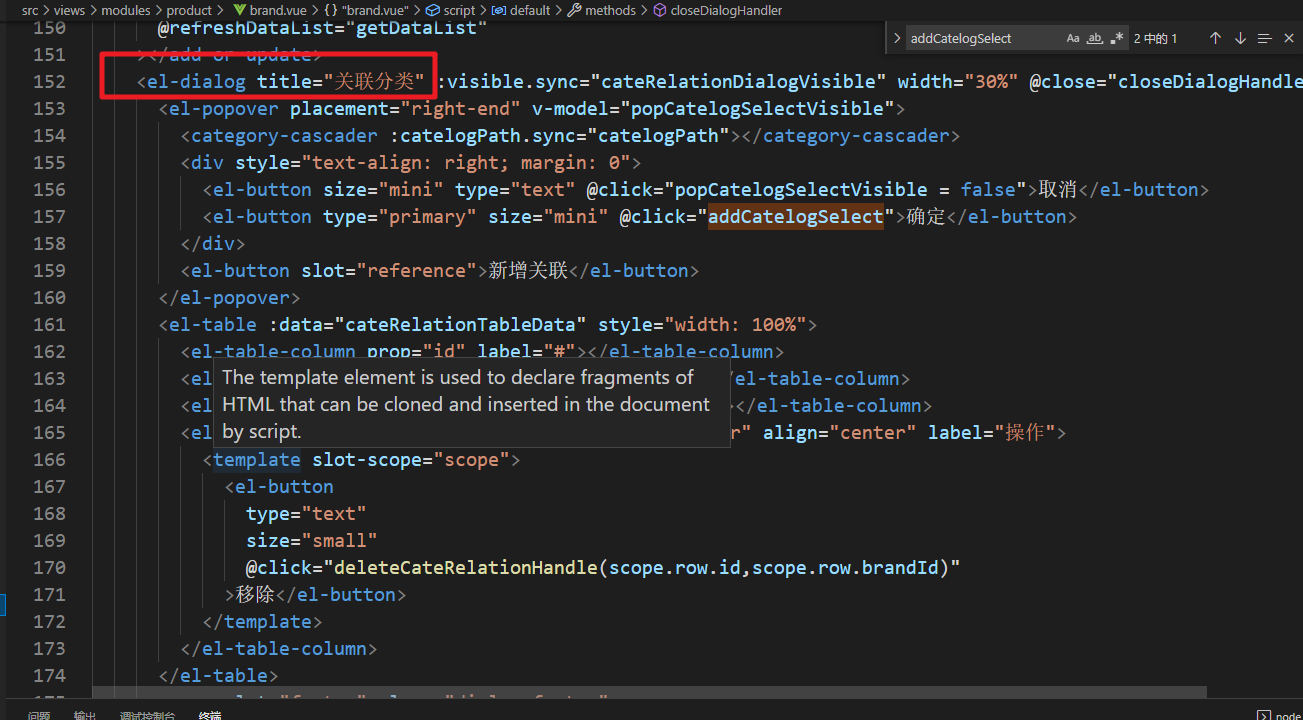 src > views > modules > product > brand.vue > {} "brand.vue" > script > default > methods > closeDialogHandler
addCatelogSelect Aa ab .* 2 中的 1
150 @refreshDataList="getDataList"
151 ></add-or-update>
152 <el-dialog title="关联分类" :visible.sync="cateRelationDialogVisible" width="30%" @close="closeDialogHandle
153 <el-popover placement="right-end" v-model="popCatelogSelectVisible">
154 <category-cascader :catelogPath.sync="catelogPath"></category-cascader>
155 <div style="text-align: right; margin: 0">
156 <el-button size="mini" type="text" @click="popCatelogSelectVisible = false">取消</el-button>
157 <el-button type="primary" size="mini" @click="addCatelogSelect">确定</el-button>
158 </div>
159 <el-button slot="reference">新增关联</el-button>
160 </el-popover>
161 <el-table :data="cateRelationTableData" style="width: 100%">
162 <el-table-column prop="id" label="#"></el-table-column>
163 <el /el-table-column>
164 <el ></el-table-column>
165 <el r" align="center" label="操作">
The template element is used to declare fragments of
HTML that can be cloned and inserted in the document
by script.
166 <template slot-scope="scope">
167 <el-button
168 type="text"
169 size="small"
170 @click="deleteCateRelationHandle(scope.row.id,scope.row.brandId)"
171 >移除</el-button>
172 </template>
173 </el-table-column>
174 </el-table>
问题 输出 调试控制台 终端 node